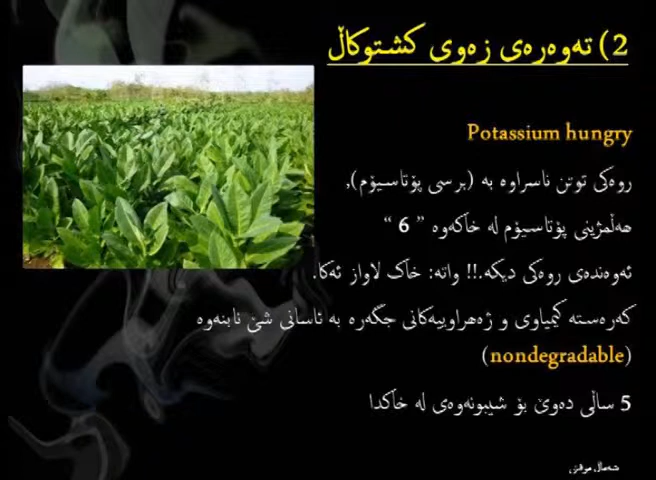 2) تەوەرەی زەوی کشتوکاڵ
Potassium hungry
ڕوەکی توتن ناسراوە بە (برسی پۆتاسیۆم),
هەڵمژینی پۆتاسیۆم لە خاکەوە " 6 "
ئەوەندەی ڕوەکی دیکە.!! واتە: خاک لاواز ئەکا.
کەرەستە کیمیاوی و ژەهراوییەکانی جگەرە بە ئاسانی شێ نابنەوە
(nondegradable)
5 ساڵی دەوێ بۆ شیبونەوەی لە خاکدا